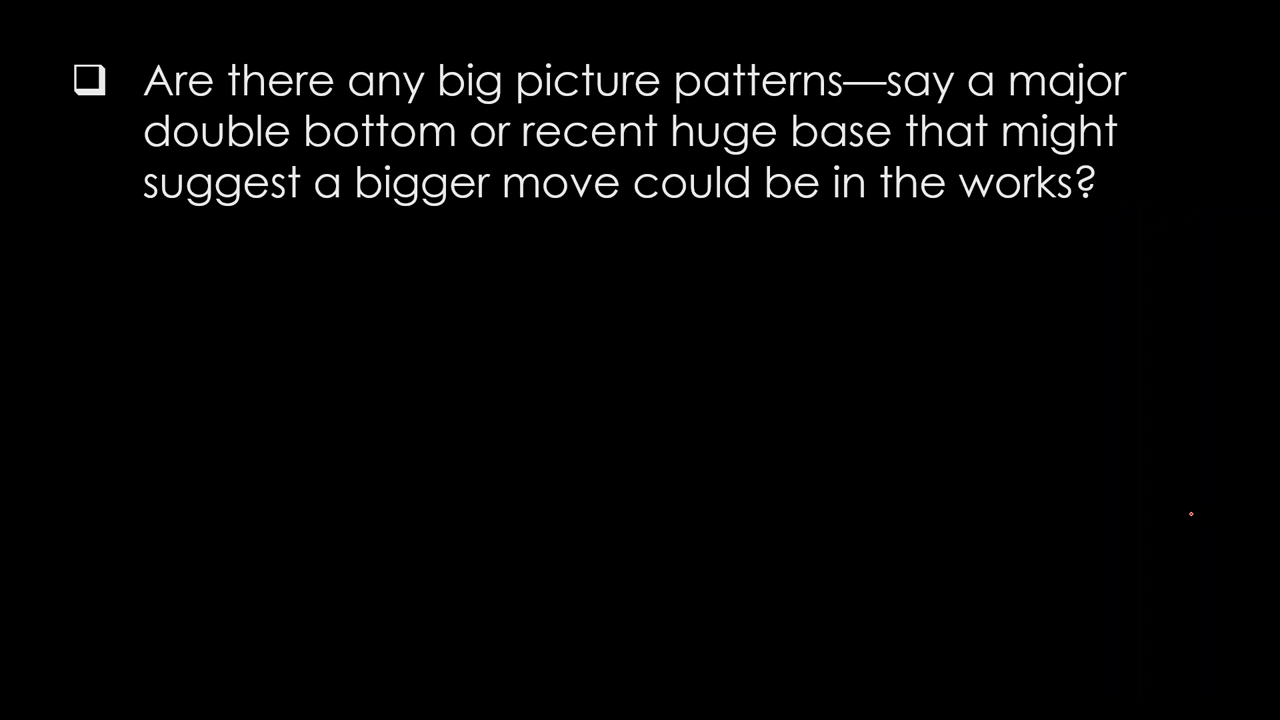 ❑ Are there any big picture patterns—say a major
double bottom or recent huge base that might
suggest a bigger move could be in the works?